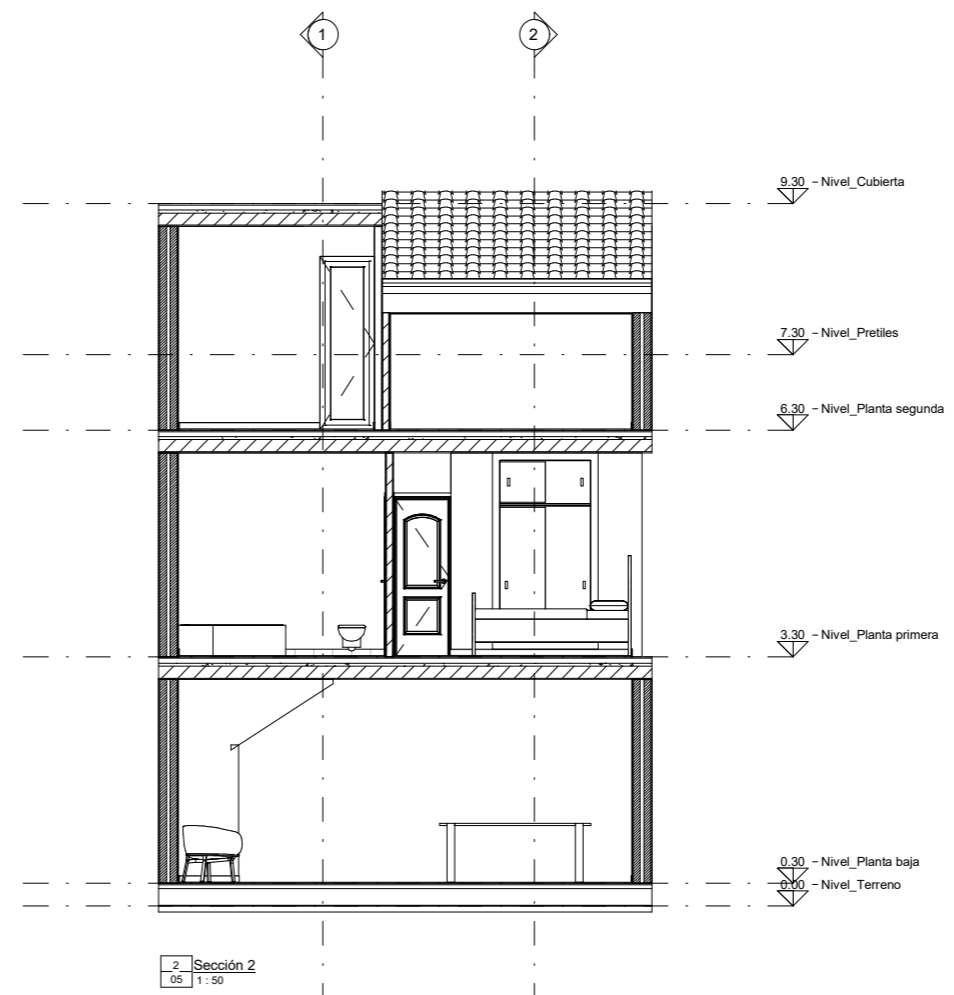 1
2
9.30 – Nivel_Cubierta
7.30 – Nivel_Pretiles
6.30 – Nivel_Planta segunda
3.30 – Nivel_Planta primera
0.30 – Nivel_Planta baja
0.00 – Nivel_Terreno
2 Sección 2
05 1 : 50